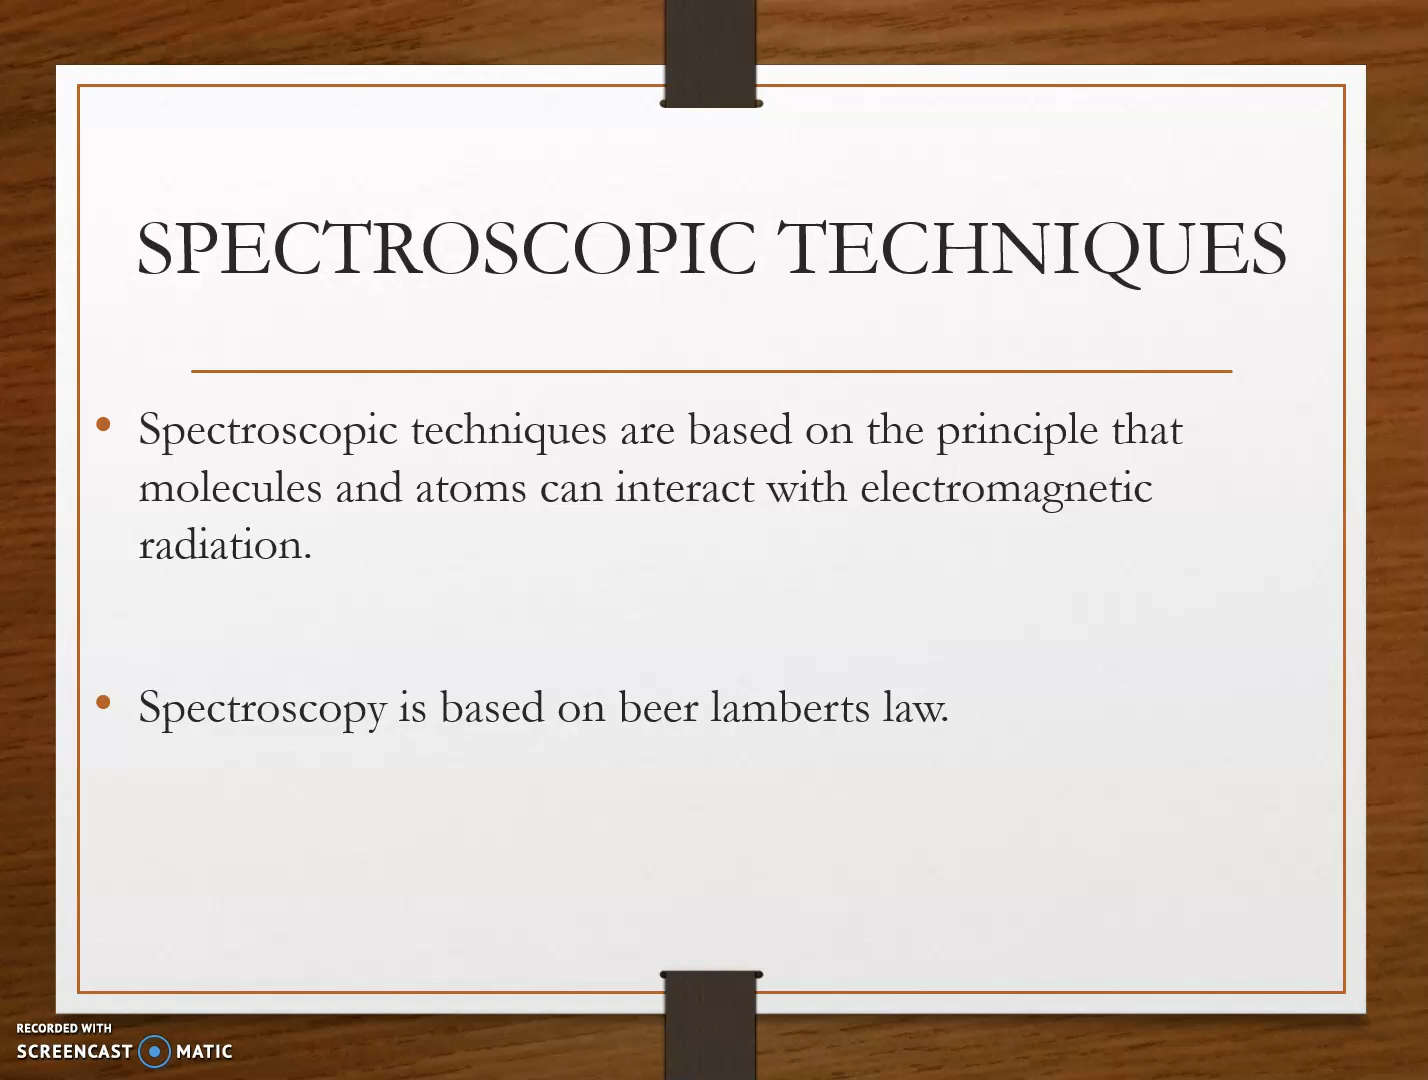 SPECTROSCOPIC TECHNIQUES
• Spectroscopic techniques are based on the principle that
molecules and atoms can interact with electromagnetic
radiation.
• Spectroscopy is based on beer lamberts law.
RECORDED WITH
SCREENCAST MATIC